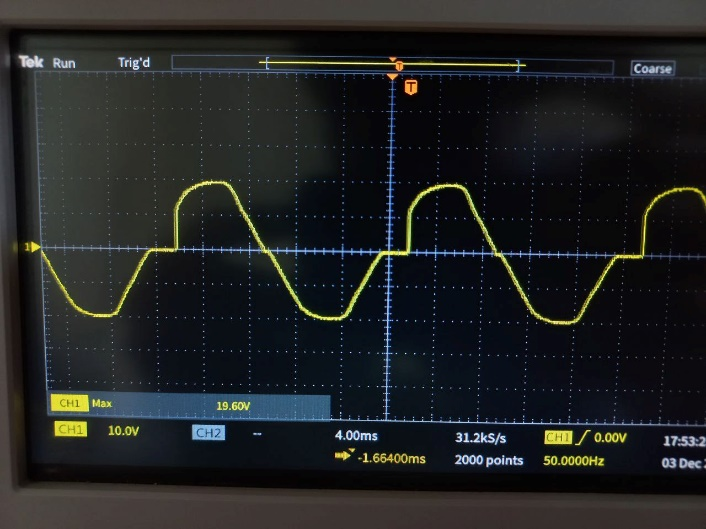 Tek Run Trig'd T Coarse
T
1
CH1 Max 19.60V
CH1 10.0V CH2 -- 4.00ms 31.2kS/s CH1 0.00V 17:53:2
-1.66400ms 2000 points 50.0000Hz 03 Dec